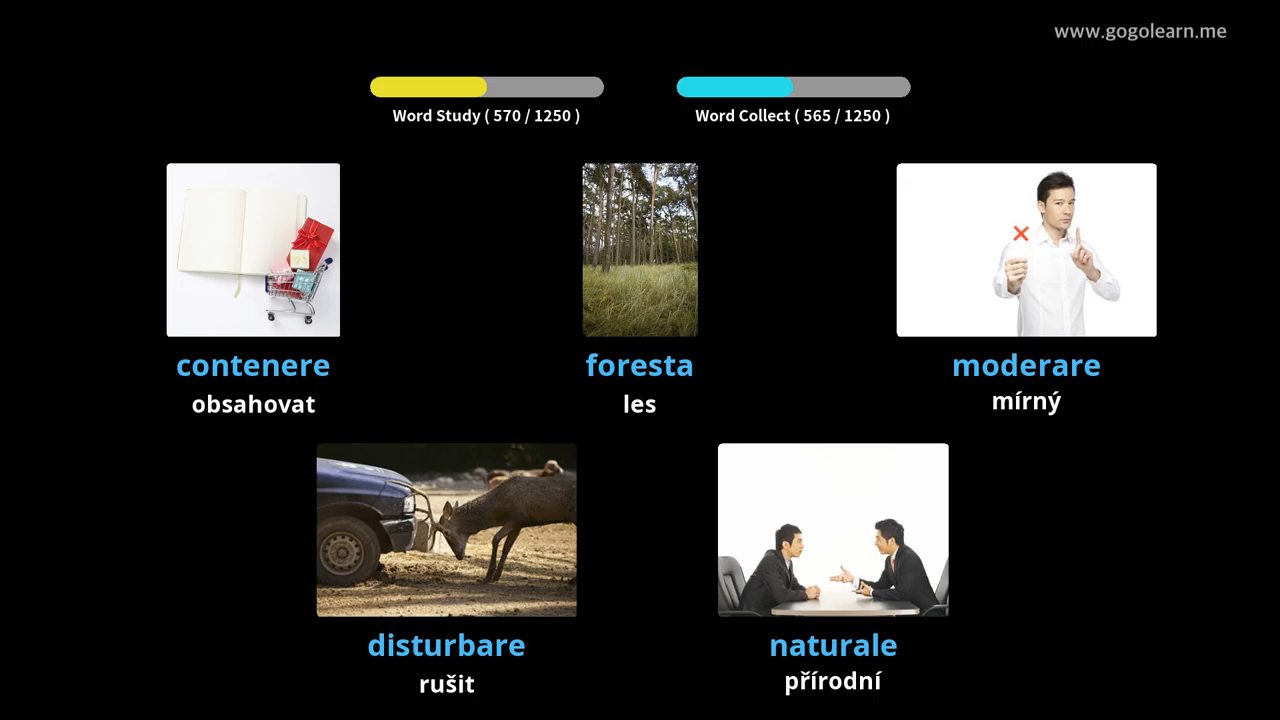 www.gogolearn.me
Word Study ( 570 / 1250 )
Word Collect ( 565 / 1250 )
contenere
obsahovat
foresta
les
moderare
mírný
disturbare
rušit
naturale
přírodní